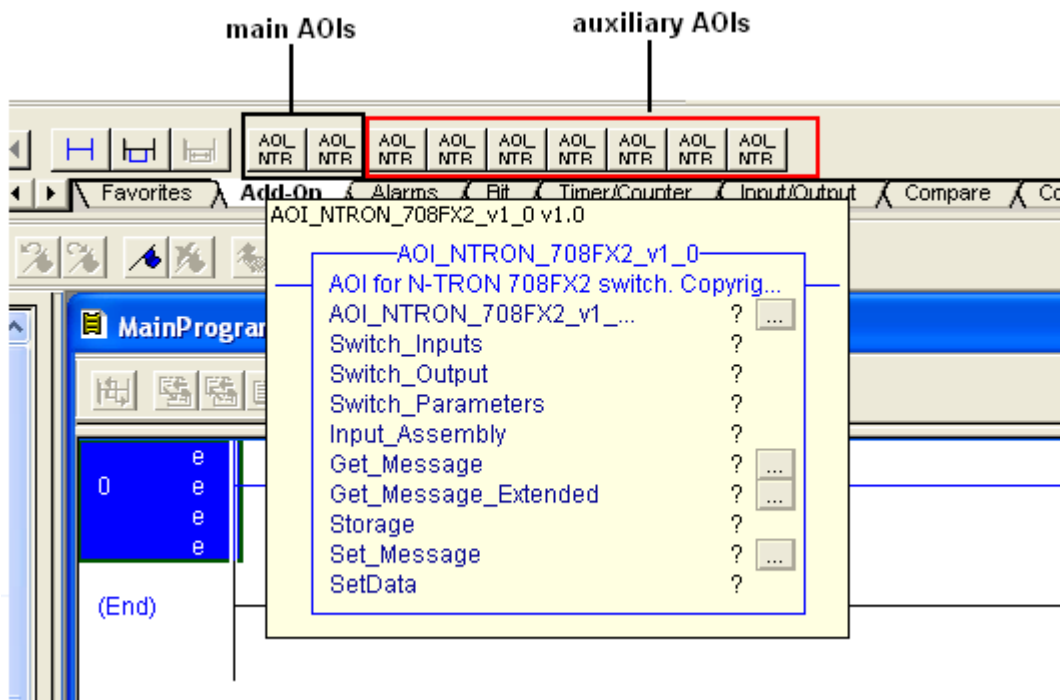 main AOIs
auxiliary AOIs
AOI_ NTR AOI_ NTR AOI_ NTR AOI_ NTR AOI_ NTR AOI_ NTR AOI_ NTR AOI_ NTR AOI_ NTR
Favorites Add-On Alarms Bit Timer/Counter Input/Output Compare Co
AOI_NTRON_708FX2_v1_0 v1.0
AOI_NTRON_708FX2_v1_0
AOI for N-TRON 708FX2 switch. Copyrig...
AOI_NTRON_708FX2_v1_... ? ...
Switch_Inputs ?
Switch_Output ?
Switch_Parameters ?
Input_Assembly ?
Get_Message ? ...
Get_Message_Extended ? ...
Storage ?
Set_Message ? ...
SetData ?
MainProgra
0
e
e
e
e
(End)